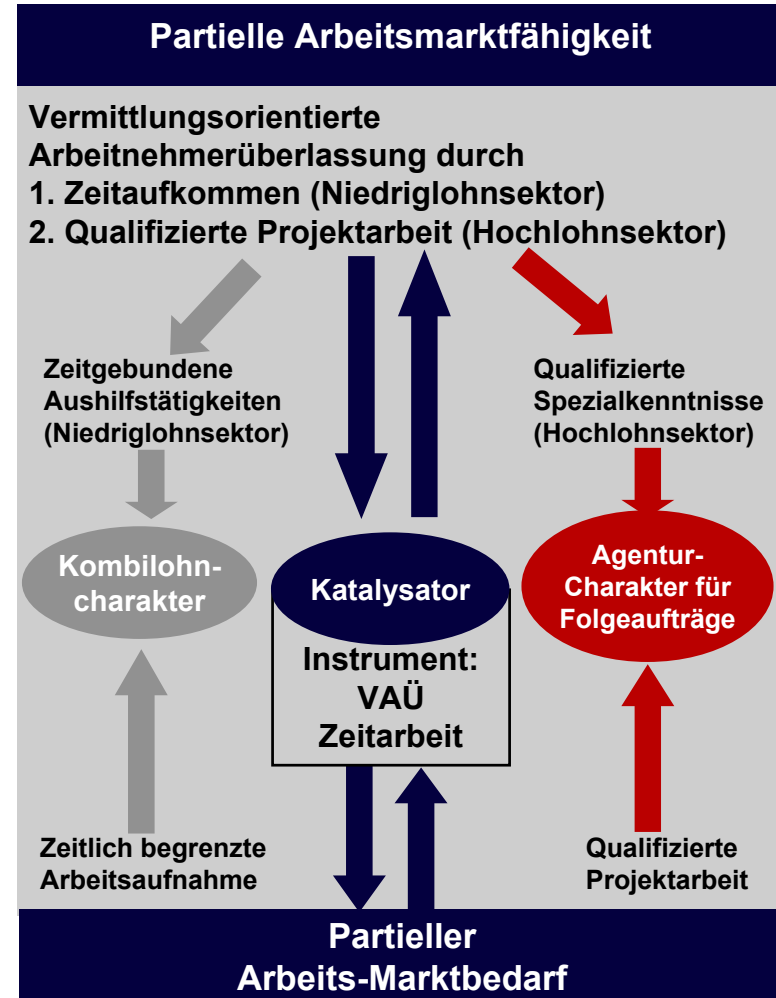 Partielle Arbeitsmarktfähigkeit
Vermittlungsorientierte
Arbeitnehmerüberlassung durch
1. Zeitaufkommen (Niedriglohnsektor)
2. Qualifizierte Projektarbeit (Hochlohnsektor)
Zeitgebundene
Aushilfstätigkeiten
(Niedriglohnsektor)
Qualifizierte
Spezialkenntnisse
(Hochlohnsektor)
Kombilohn-
charakter
Katalysator
Instrument:
VAÜ
Zeitarbeit
Agentur-
Charakter für
Folgeaufträge
Zeitlich begrenzte
Arbeitsaufnahme
Qualifizierte
Projektarbeit
Partieller
Arbeits-Marktbedarf